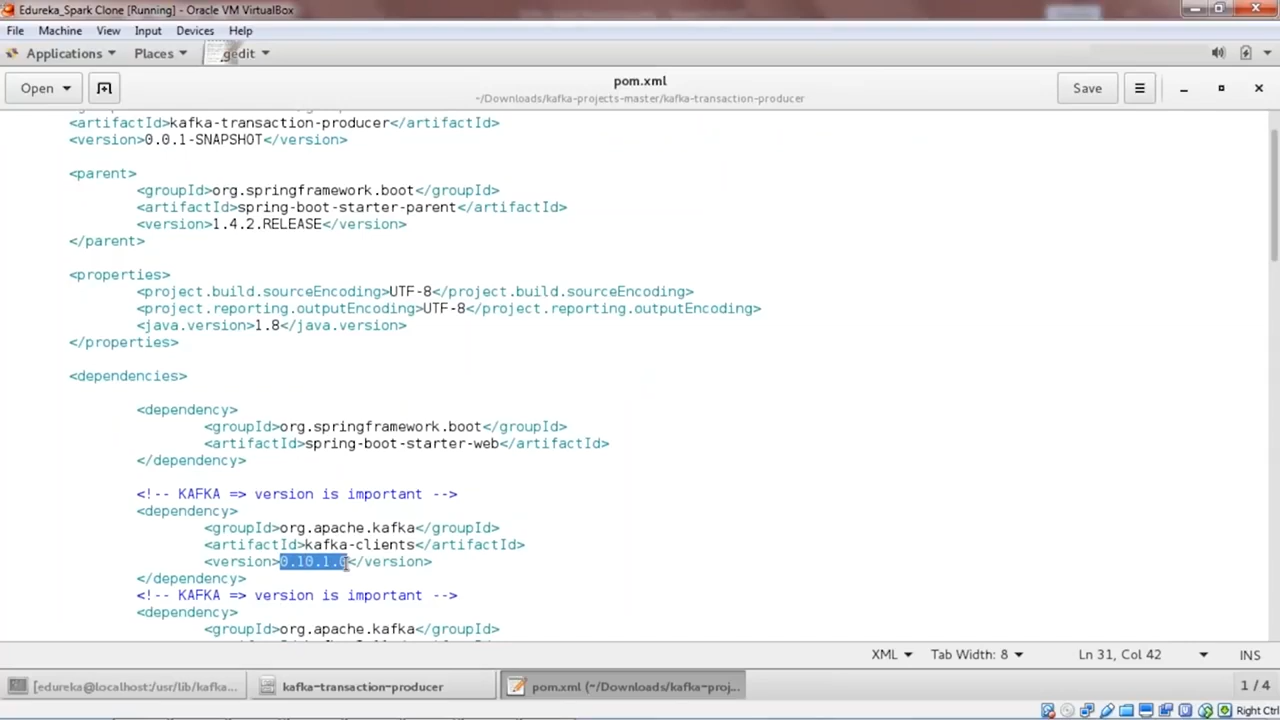 Edureka_Spark Clone [Running] - Oracle VM VirtualBox
File Machine View Input Devices Help
Applications Places gedit
Open pom.xml Save
~/Downloads/kafka-projects-master/kafka-transaction-producer
<artifactId>kafka-transaction-producer</artifactId>
<version>0.0.1-SNAPSHOT</version>
<parent>
<groupId>org.springframework.boot</groupId>
<artifactId>spring-boot-starter-parent</artifactId>
<version>1.4.2.RELEASE</version>
</parent>
<properties>
<project.build.sourceEncoding>UTF-8</project.build.sourceEncoding>
<project.reporting.outputEncoding>UTF-8</project.reporting.outputEncoding>
<java.version>1.8</java.version>
</properties>
<dependencies>
<dependency>
<groupId>org.springframework.boot</groupId>
<artifactId>spring-boot-starter-web</artifactId>
</dependency>
<!-- KAFKA => version is important -->
<dependency>
<groupId>org.apache.kafka</groupId>
<artifactId>kafka-clients</artifactId>
<version>0.10.1.0</version>
</dependency>
<!-- KAFKA => version is important -->
<dependency>
<groupId>org.apache.kafka</groupId>
XML Tab Width: 8 Ln 31, Col 42 INS
[edureka@localhost:/usr/lib/kafka... kafka-transaction-producer pom.xml (~/Downloads/kafka-proj... 1 / 4
Right Ctrl